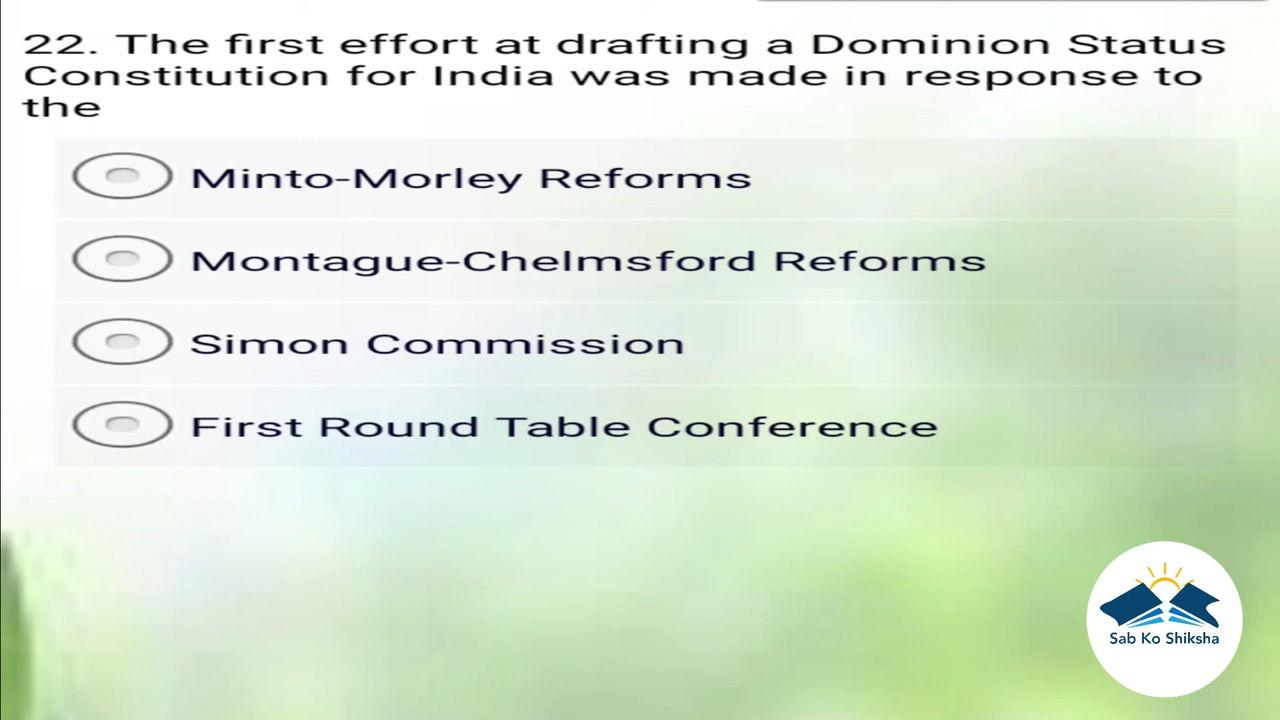 22. The first effort at drafting a Dominion Status
Constitution for India was made in response to
the
Minto-Morley Reforms
Montague-Chelmsford Reforms
Simon Commission
First Round Table Conference
Sab Ko Shiksha